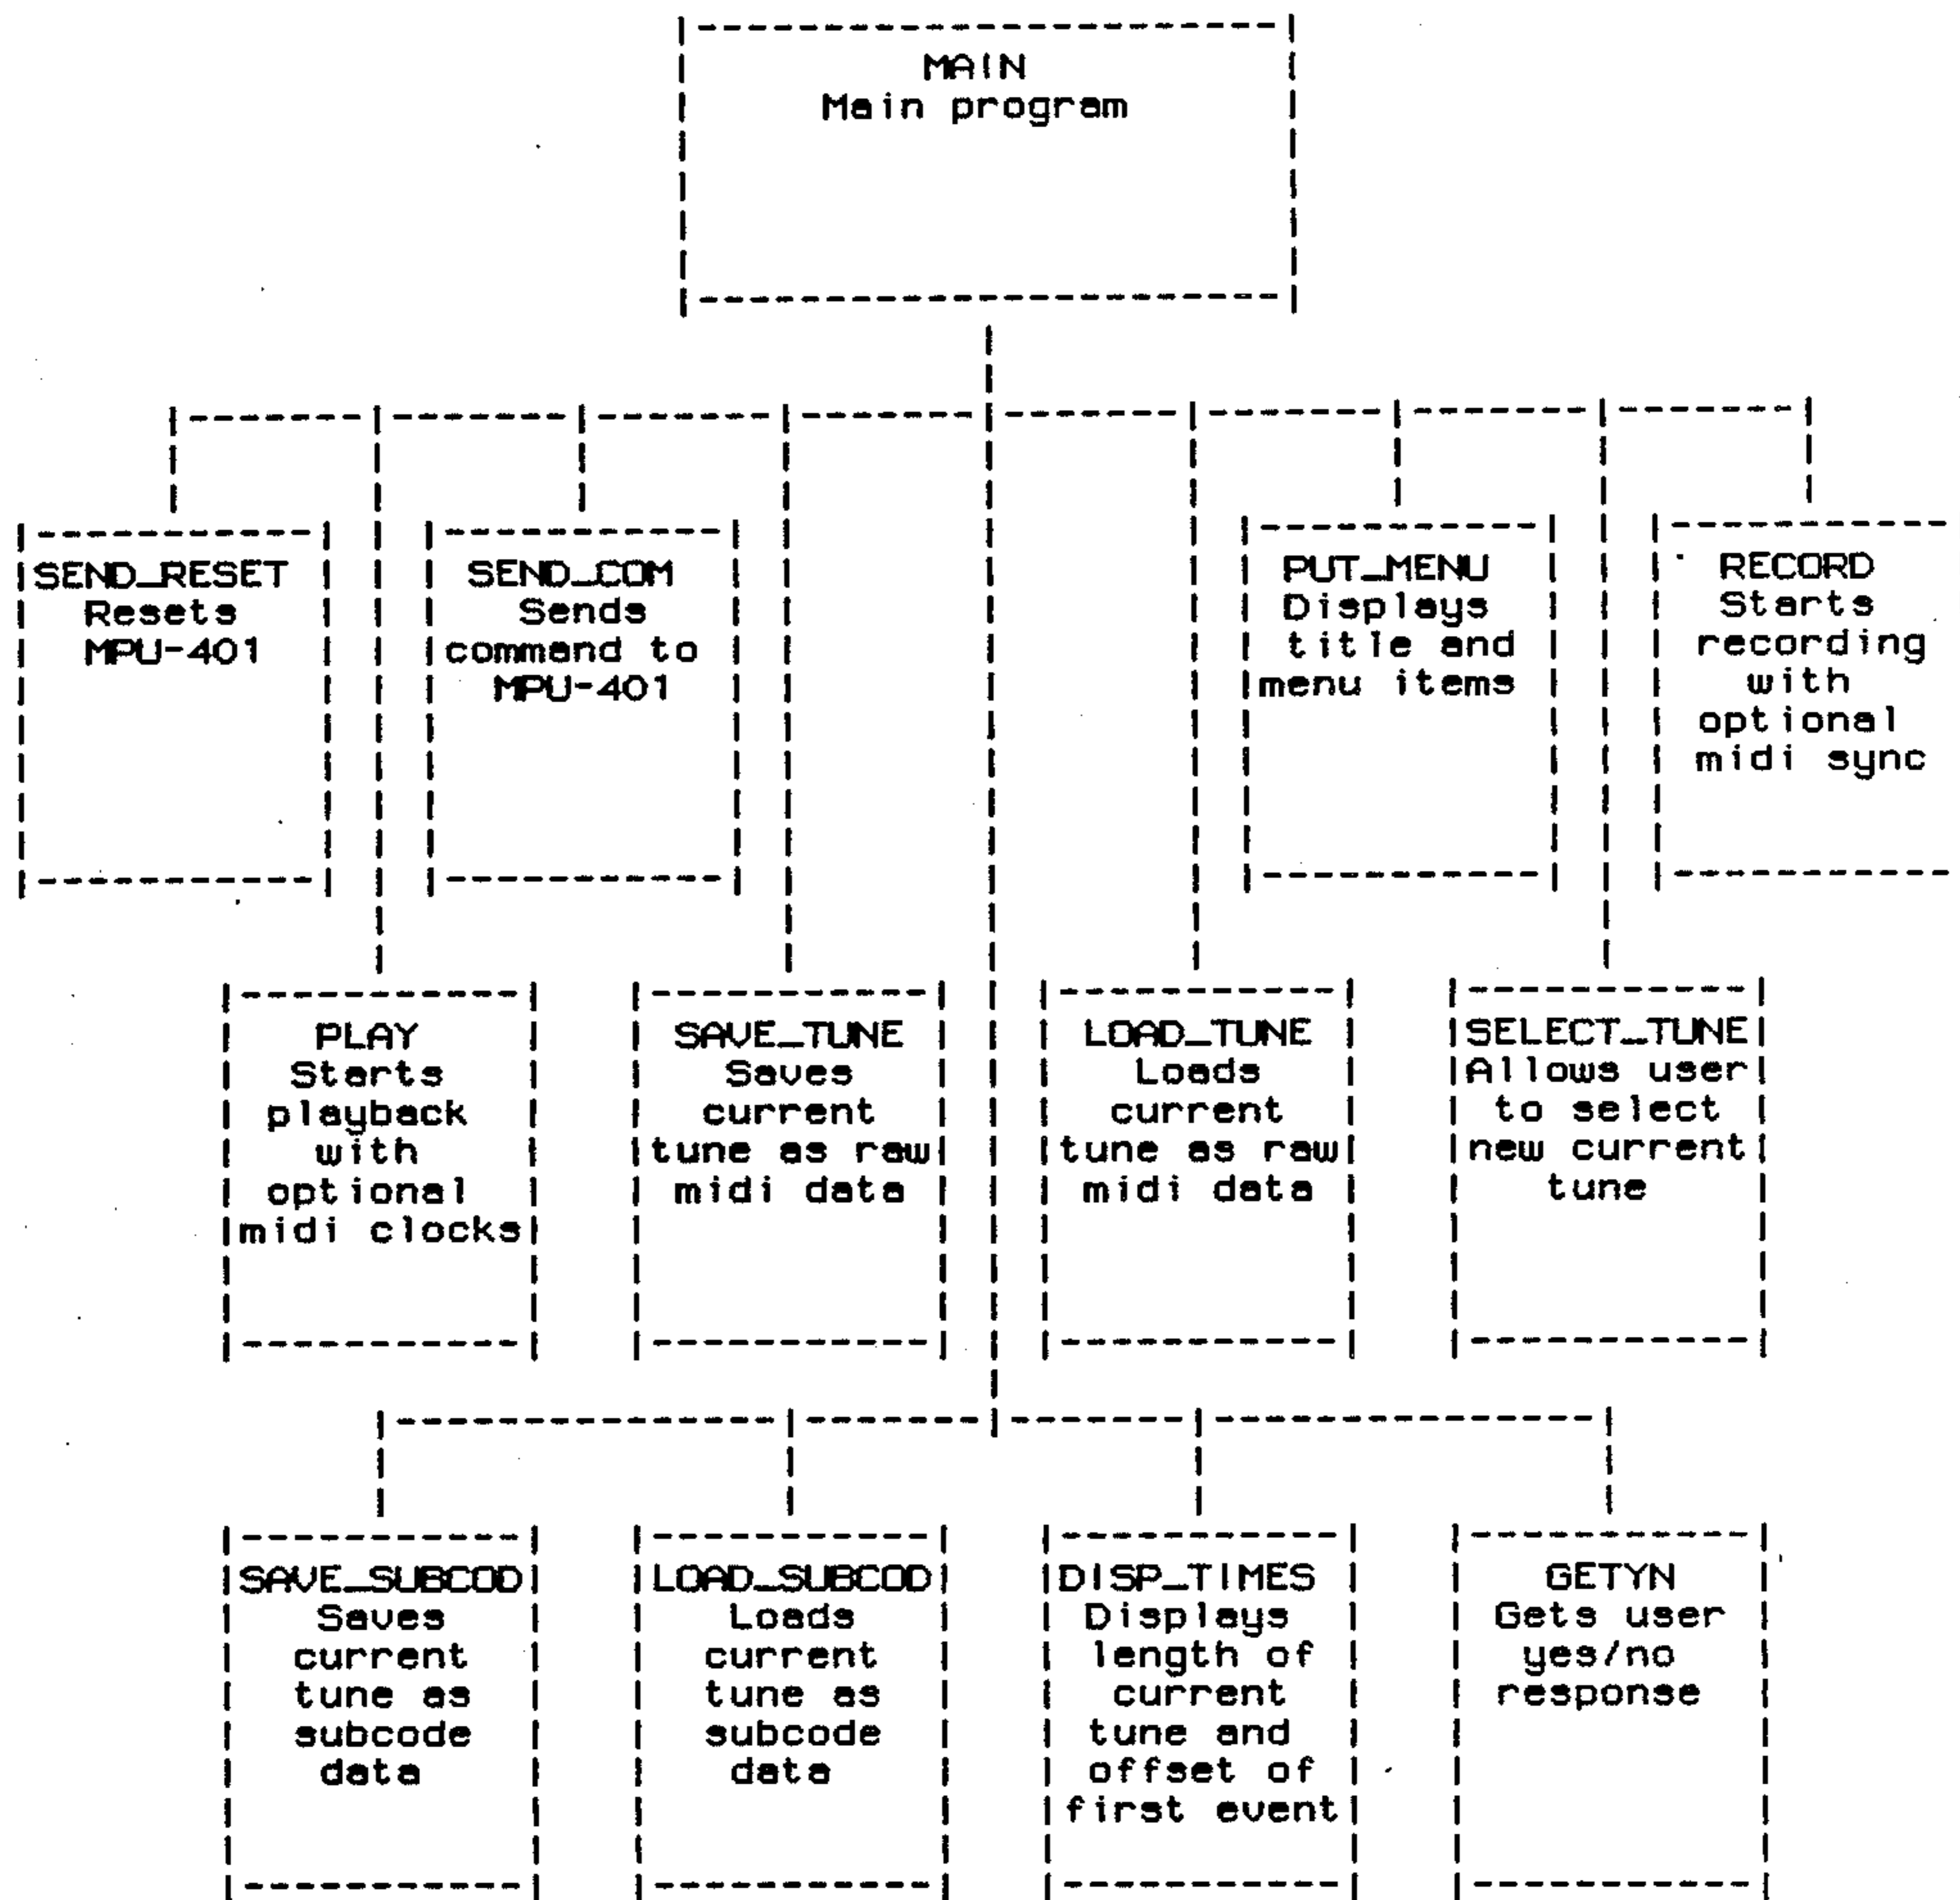 MAIN
Main program
SEND_RESET
Resets
MPU-401
SEND_COM
Sends
command to
MPU-401
PUT_MENU
Displays
title and
menu items
RECORD
Starts
recording
with
optional
midi sync
PLAY
Starts
playback
with
optional
midi clocks
SAVE_TUNE
Saves
current
tune as raw
midi data
LOAD_TUNE
Loads
current
tune as raw
midi data
SELECT_TUNE
Allows user
to select
new current
tune
SAVE_SUBCOD
Saves
current
tune as
subcode
data
LOAD_SUBCOD
Loads
current
tune as
subcode
data
DISP_TIMES
Displays
length of
current
tune and
offset of
first event
GETYN
Gets user
yes/no
response